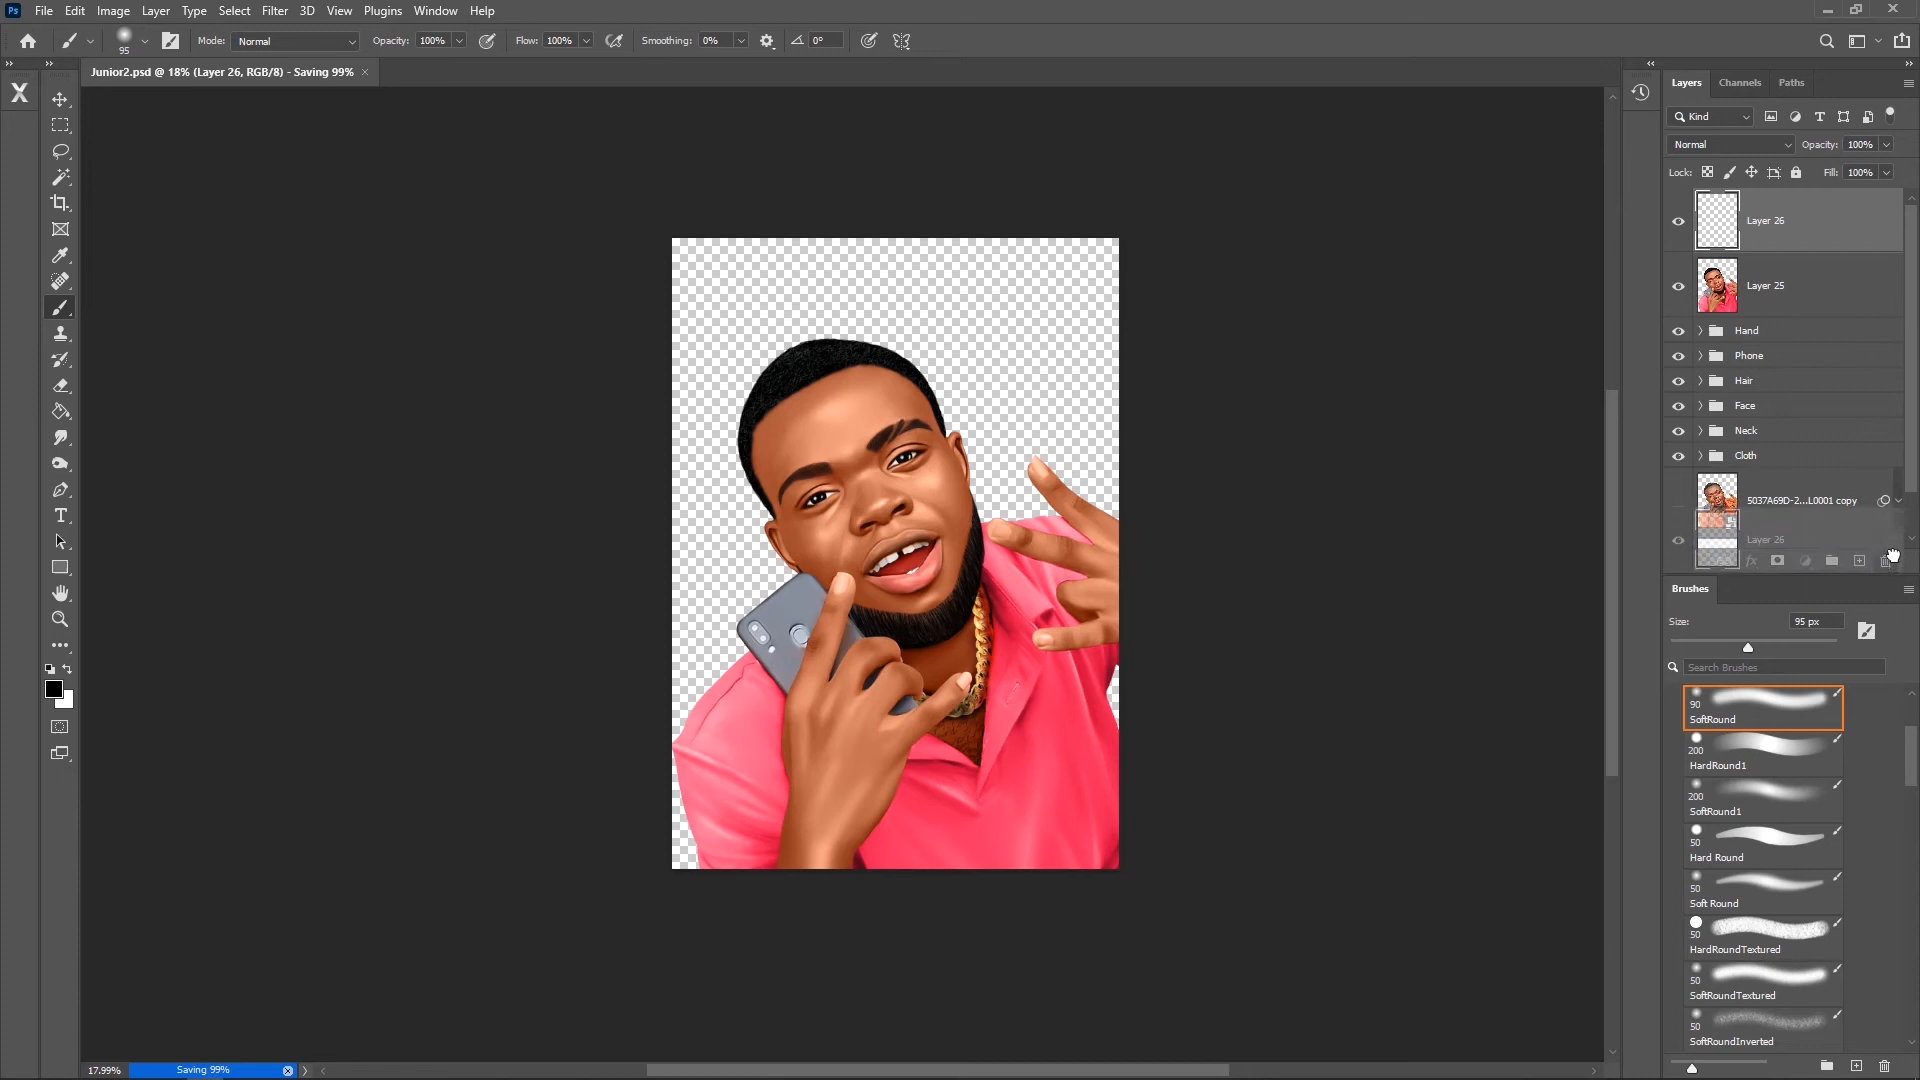 Ps File Edit Image Layer Type Select Filter 3D View Plugins Window Help
95 Mode: Normal Opacity: 100% Flow: 100% Smoothing: 0% 0°
Junior2.psd @ 18% (Layer 26, RGB/8) - Saving 99% ×
X
Layers Channels Paths
Kind
Normal Opacity: 100%
Lock: Fill: 100%
Layer 26
Layer 25
Hand
Phone
Hair
Face
Neck
Cloth
5037A69D-2...L0001 copy
Layer 26
fx
Brushes
Size: 95 px
Search Brushes
90
SoftRound
200
HardRound1
200
SoftRound1
50
Hard Round
50
Soft Round
50
HardRoundTextured
50
SoftRoundTextured
50
SoftRoundInverted
17.99% Saving 99%